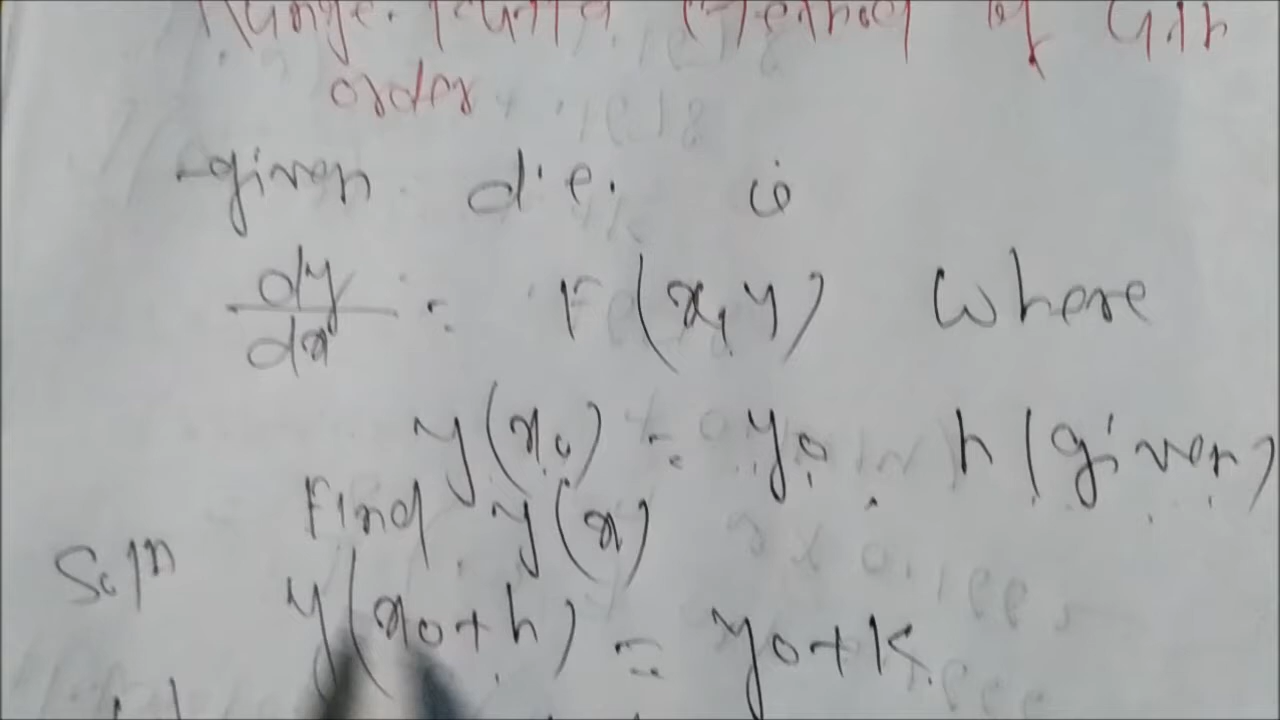 Runge-Kutta Method of 4th
order
given d.e. is
dy/dx = F(x, y) where
y(x0) = y0 h (given)
Find y(x)
Soln
y(x0+h) = y0+K